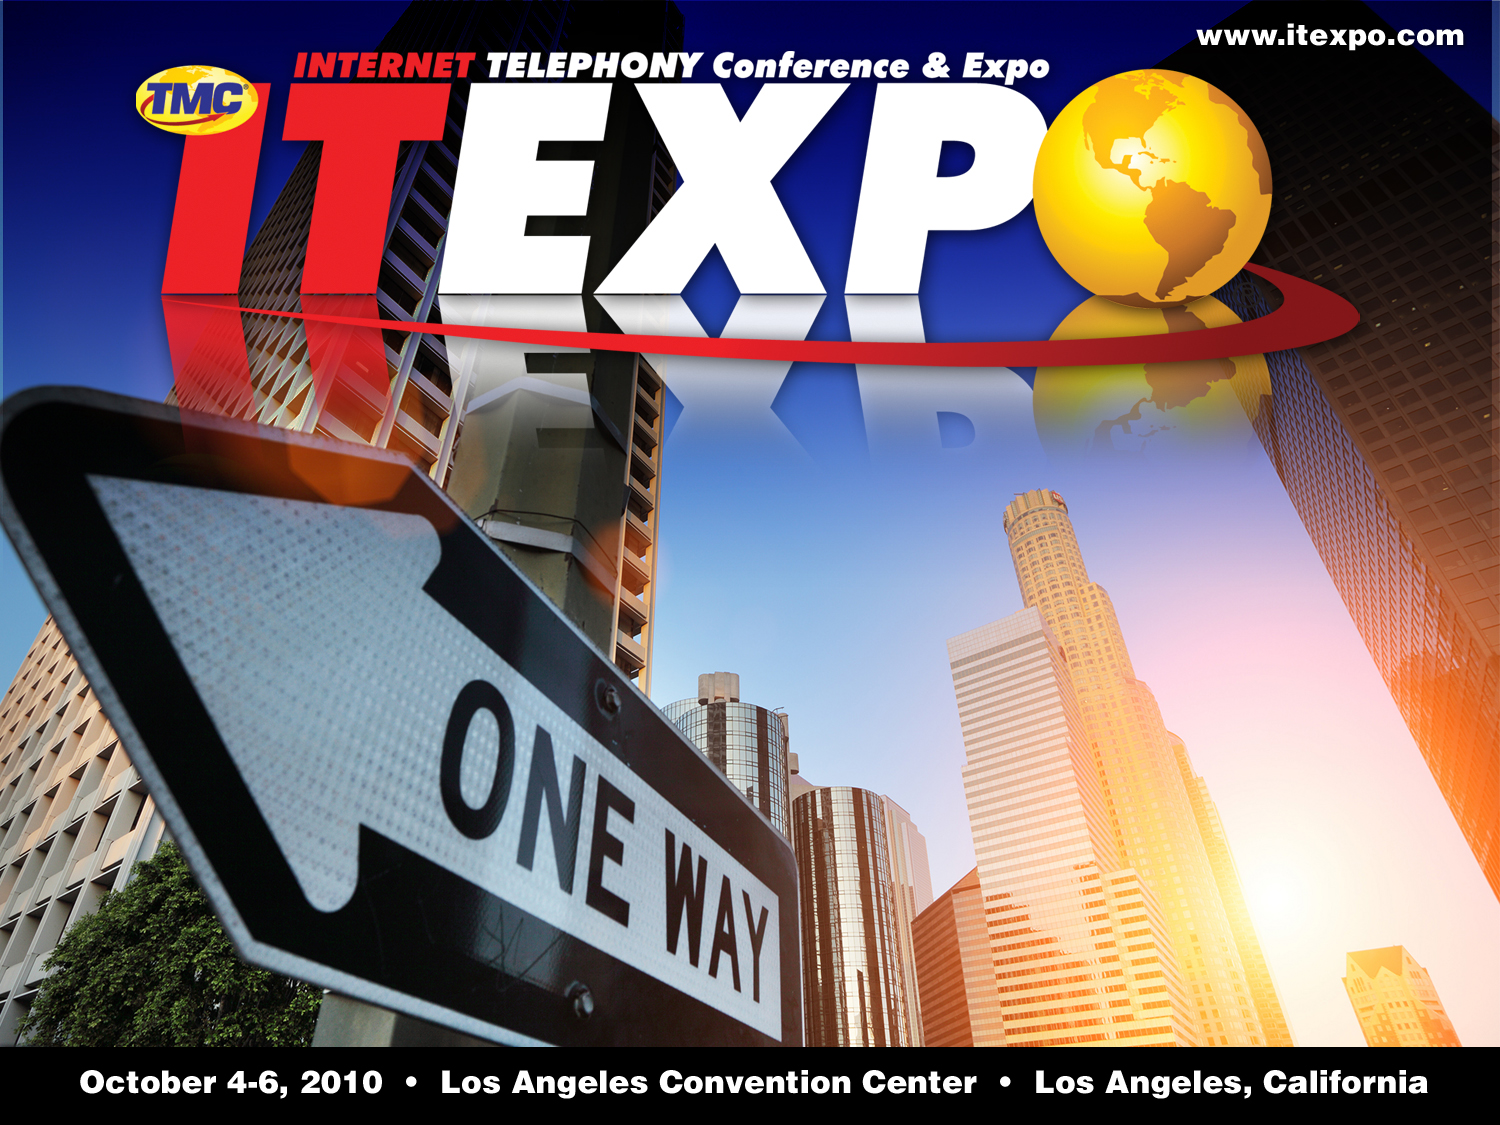 www.itexpo.com
INTERNET TELEPHONY Conference & Expo
TMC®
ITEXPO
ONE WAY
October 4-6, 2010 • Los Angeles Convention Center • Los Angeles, California